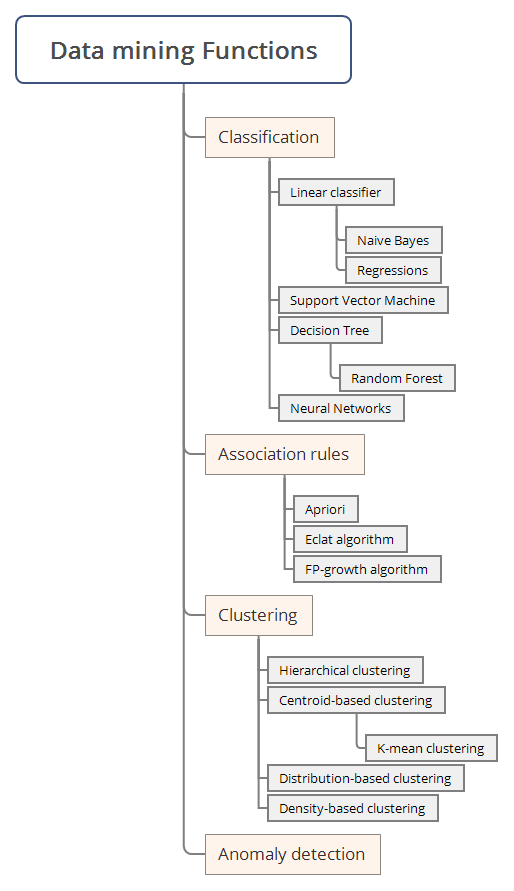 Data mining Functions
Classification
Linear classifier
Naive Bayes
Regressions
Support Vector Machine
Decision Tree
Random Forest
Neural Networks
Association rules
Apriori
Eclat algorithm
FP-growth algorithm
Clustering
Hierarchical clustering
Centroid-based clustering
K-mean clustering
Distribution-based clustering
Density-based clustering
Anomaly detection